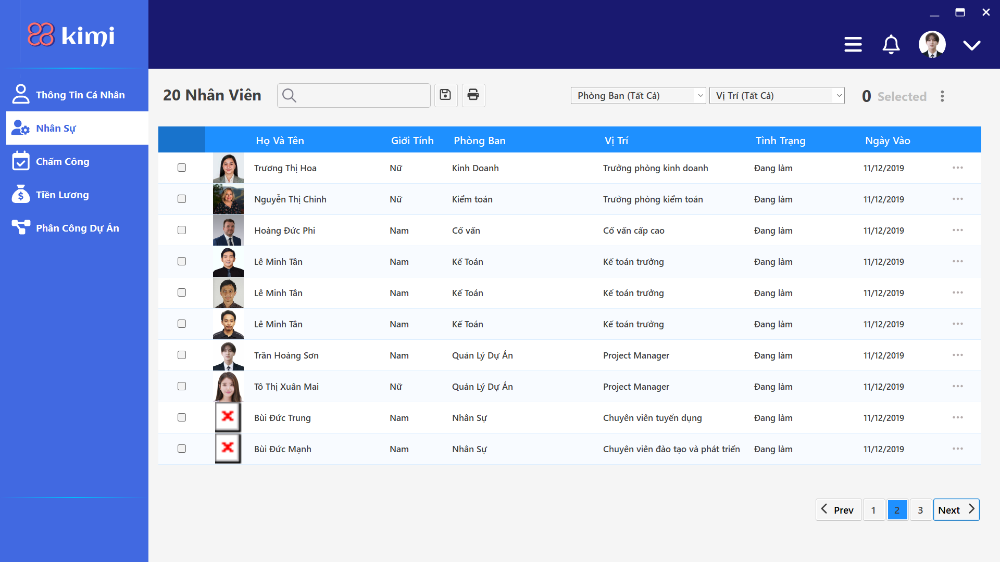 kimi
Thông Tin Cá Nhân
Nhân Sự
Chấm Công
Tiền Lương
Phân Công Dự Án
20 Nhân Viên
Phòng Ban (Tất Cả)
Vị Trí (Tất Cả)
0 Selected
Họ Và Tên Giới Tính Phòng Ban Vị Trí Tình Trạng Ngày Vào
Trương Thị Hoa Nữ Kinh Doanh Trưởng phòng kinh doanh Đang làm 11/12/2019
Nguyễn Thị Chinh Nữ Kiểm toán Trưởng phòng kiểm toán Đang làm 11/12/2019
Hoàng Đức Phi Nam Cố vấn Cố vấn cấp cao Đang làm 11/12/2019
Lê Minh Tân Nam Kế Toán Kế toán trưởng Đang làm 11/12/2019
Lê Minh Tân Nam Kế Toán Kế toán trưởng Đang làm 11/12/2019
Lê Minh Tân Nam Kế Toán Kế toán trưởng Đang làm 11/12/2019
Trần Hoàng Sơn Nam Quản Lý Dự Án Project Manager Đang làm 11/12/2019
Tô Thị Xuân Mai Nữ Quản Lý Dự Án Project Manager Đang làm 11/12/2019
Bùi Đức Trung Nam Nhân Sự Chuyên viên tuyển dụng Đang làm 11/12/2019
Bùi Đức Mạnh Nam Nhân Sự Chuyên viên đào tạo và phát triển Đang làm 11/12/2019
Prev 1 2 3 Next